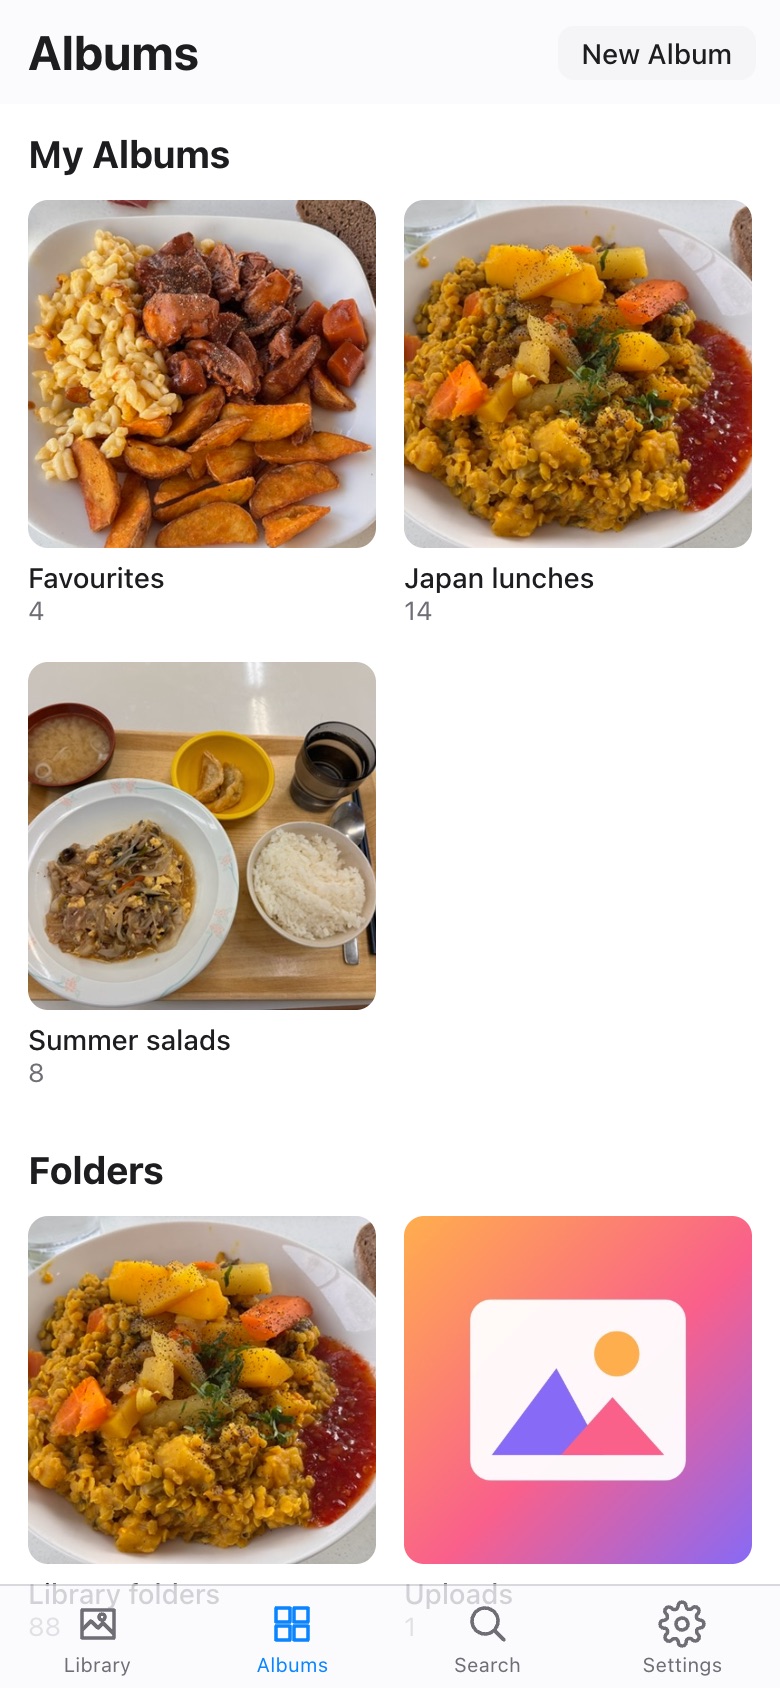 Albums
New Album
My Albums
Favourites
4
Japan lunches
14
Summer salads
8
Folders
Library folders
88
Uploads
1
Library
Albums
Search
Settings